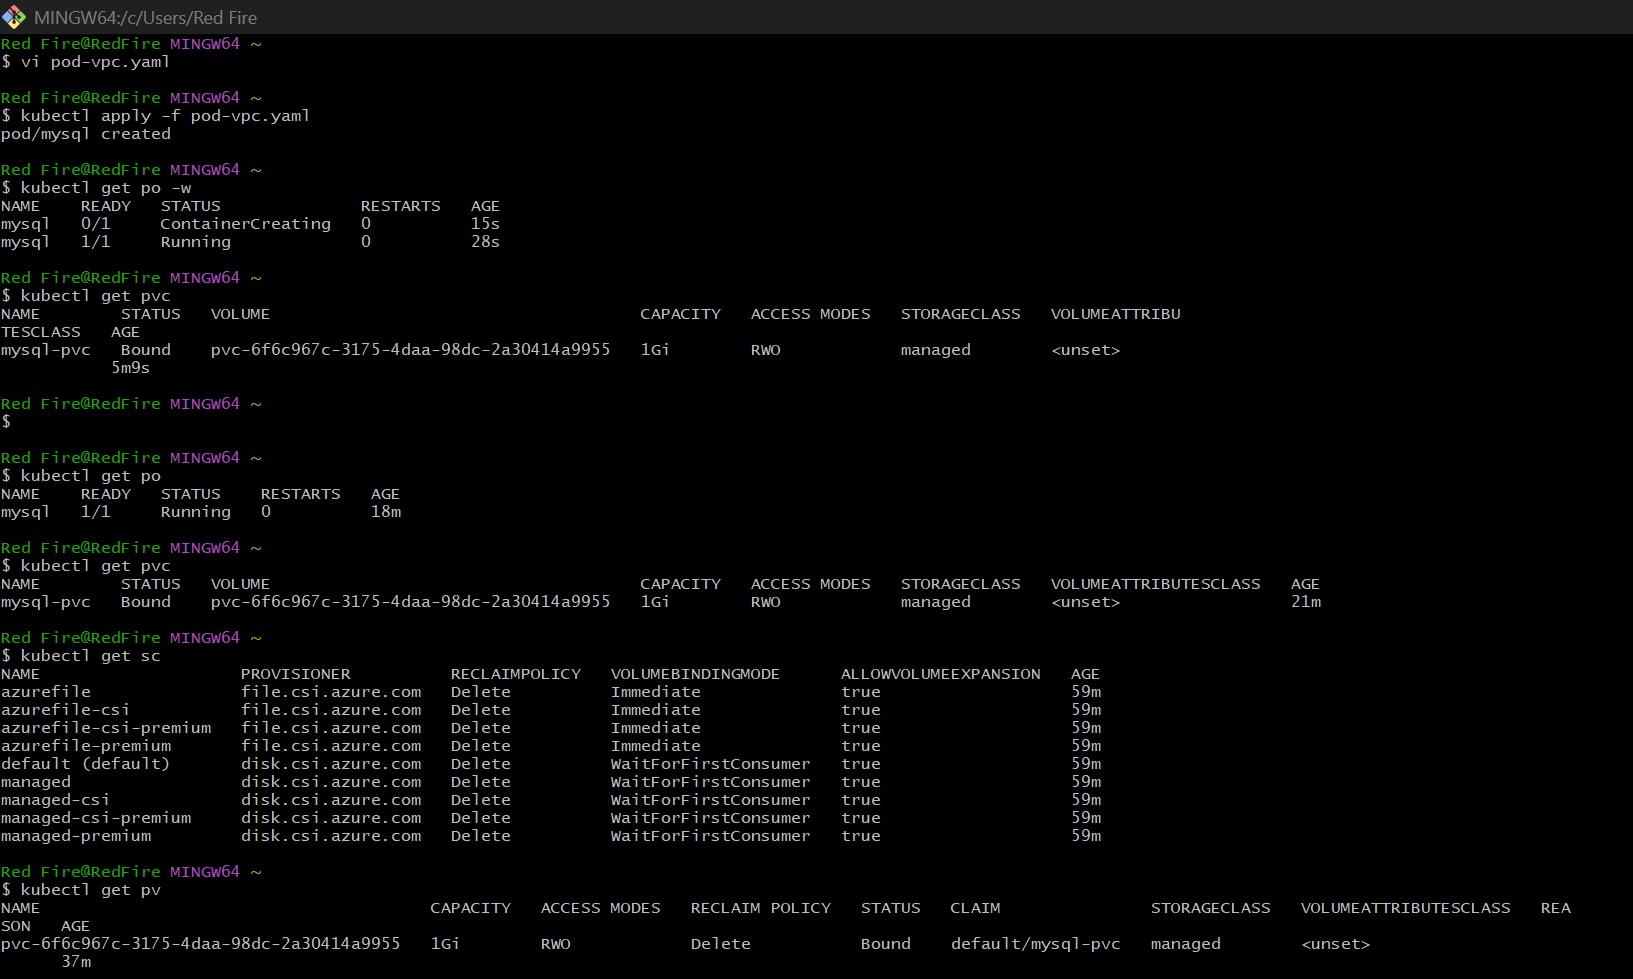 MINGW64:/c/Users/Red Fire
Red Fire@RedFire MINGW64 ~
$ vi pod-vpc.yaml
Red Fire@RedFire MINGW64 ~
$ kubectl apply -f pod-vpc.yaml
pod/mysql created
Red Fire@RedFire MINGW64 ~
$ kubectl get po -w
NAME    READY   STATUS              RESTARTS   AGE
mysql   0/1     ContainerCreating   0          15s
mysql   1/1     Running             0          28s
Red Fire@RedFire MINGW64 ~
$ kubectl get pvc
NAME        STATUS   VOLUME                                     CAPACITY   ACCESS MODES   STORAGECLASS   VOLUMEATTRIBU
TESCLASS   AGE
mysql-pvc   Bound    pvc-6f6c967c-3175-4daa-98dc-2a30414a9955   1Gi        RWO            managed        <unset>
           5m9s
Red Fire@RedFire MINGW64 ~
$
Red Fire@RedFire MINGW64 ~
$ kubectl get po
NAME    READY   STATUS    RESTARTS   AGE
mysql   1/1     Running   0          18m
Red Fire@RedFire MINGW64 ~
$ kubectl get pvc
NAME        STATUS   VOLUME                                     CAPACITY   ACCESS MODES   STORAGECLASS   VOLUMEATTRIBUTESCLASS   AGE
mysql-pvc   Bound    pvc-6f6c967c-3175-4daa-98dc-2a30414a9955   1Gi        RWO            managed        <unset>                 21m
Red Fire@RedFire MINGW64 ~
$ kubectl get sc
NAME                    PROVISIONER          RECLAIMPOLICY   VOLUMEBINDINGMODE      ALLOWVOLUMEEXPANSION   AGE
azurefile               file.csi.azure.com   Delete          Immediate              true                   59m
azurefile-csi           file.csi.azure.com   Delete          Immediate              true                   59m
azurefile-csi-premium   file.csi.azure.com   Delete          Immediate              true                   59m
azurefile-premium       file.csi.azure.com   Delete          Immediate              true                   59m
default (default)       disk.csi.azure.com   Delete          WaitForFirstConsumer   true                   59m
managed                 disk.csi.azure.com   Delete          WaitForFirstConsumer   true                   59m
managed-csi             disk.csi.azure.com   Delete          WaitForFirstConsumer   true                   59m
managed-csi-premium     disk.csi.azure.com   Delete          WaitForFirstConsumer   true                   59m
managed-premium         disk.csi.azure.com   Delete          WaitForFirstConsumer   true                   59m
Red Fire@RedFire MINGW64 ~
$ kubectl get pv
NAME                                       CAPACITY   ACCESS MODES   RECLAIM POLICY   STATUS   CLAIM               STORAGECLASS   VOLUMEATTRIBUTESCLASS   REA
SON   AGE
pvc-6f6c967c-3175-4daa-98dc-2a30414a9955   1Gi        RWO            Delete           Bound    default/mysql-pvc   managed        <unset>
      37m